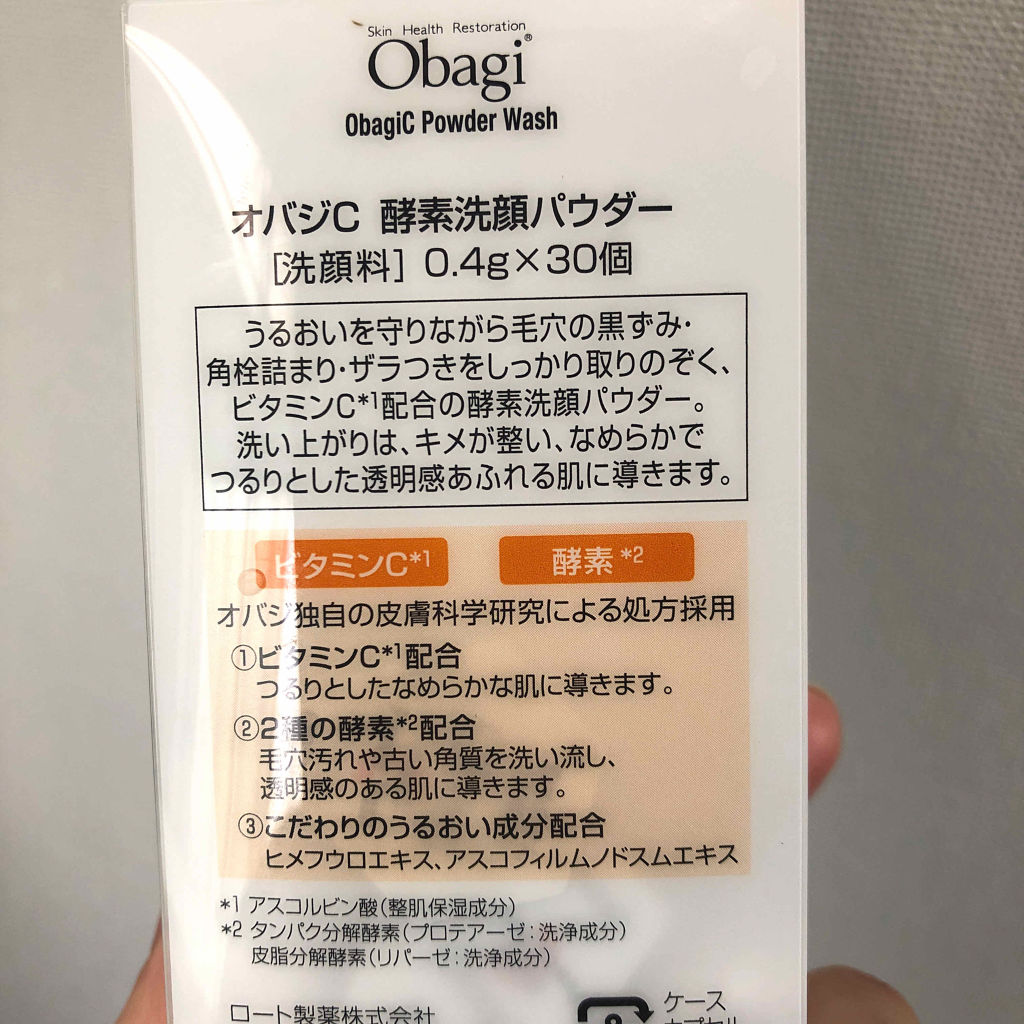 Skin Health Restoration
Obagi®
ObagiC Powder Wash
オバジC 酵素洗顔パウダー
[洗顔料] 0.4g×30個
うるおいを守りながら毛穴の黒ずみ・
角栓詰まり・ザラつきをしっかり取りのぞく、
ビタミンC*1配合の酵素洗顔パウダー。
洗い上がりは、キメが整い、なめらかで
つるりとした透明感あふれる肌に導きます。
ビタミンC*1 酵素*2
オバジ独自の皮膚科学研究による処方採用
①ビタミンC*1配合
つるりとしたなめらかな肌に導きます。
②2種の酵素*2配合
毛穴汚れや古い角質を洗い流し、
透明感のある肌に導きます。
③こだわりのうるおい成分配合
ヒメフウロエキス、アスコフィルムノドスムエキス
*1 アスコルビン酸(整肌保湿成分)
*2 タンパク分解酵素(プロテアーゼ:洗浄成分)
皮脂分解酵素(リパーゼ:洗浄成分)
ロート製薬株式会社
ケース